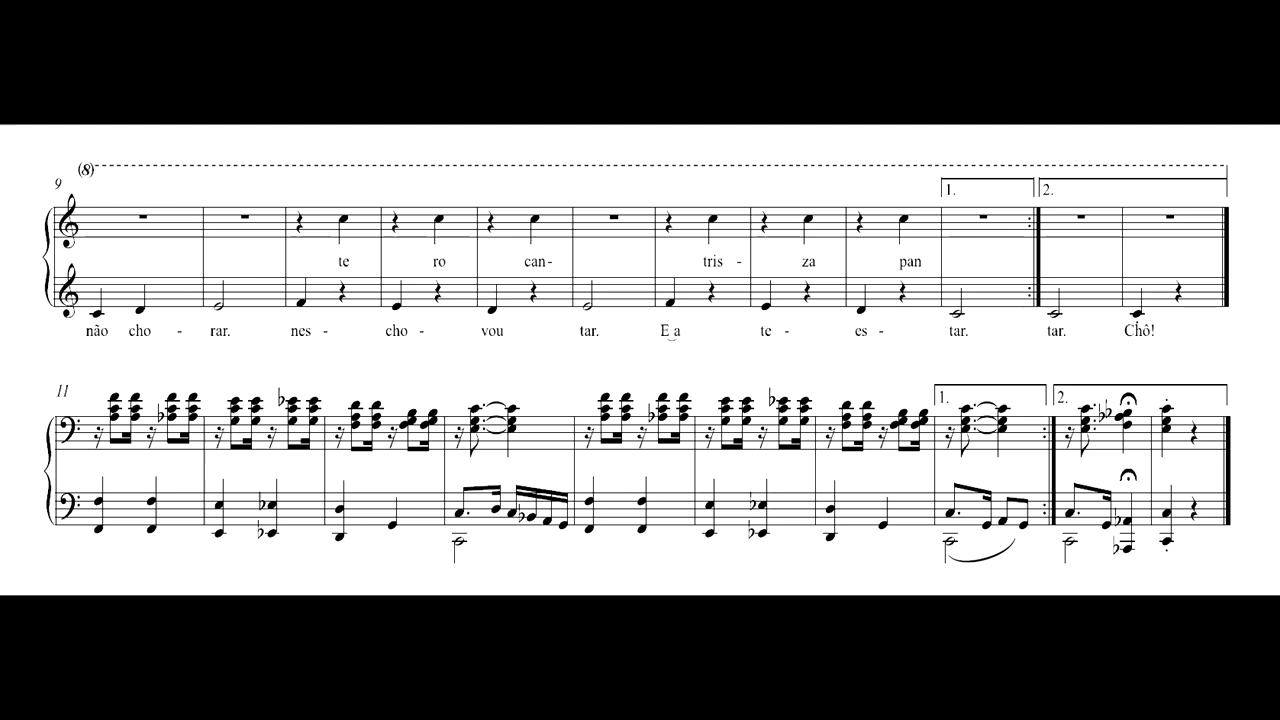 (8)
9
1. 2.
te ro can- tris - za pan
não cho - rar. nes - cho - vou tar. E a te - es - tar. tar. Chô!
11
1. 2.